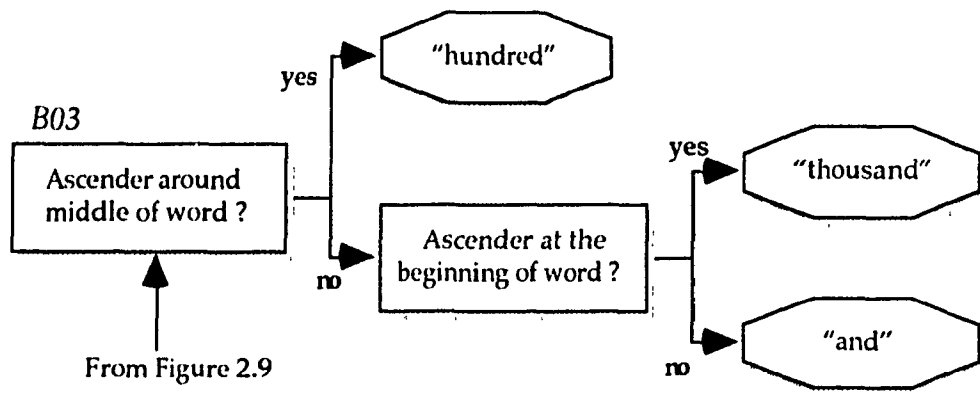 "hundred"
yes
B03
Ascender around
middle of word ?
yes
"thousand"
no
Ascender at the
beginning of word ?
"and"
no
From Figure 2.9